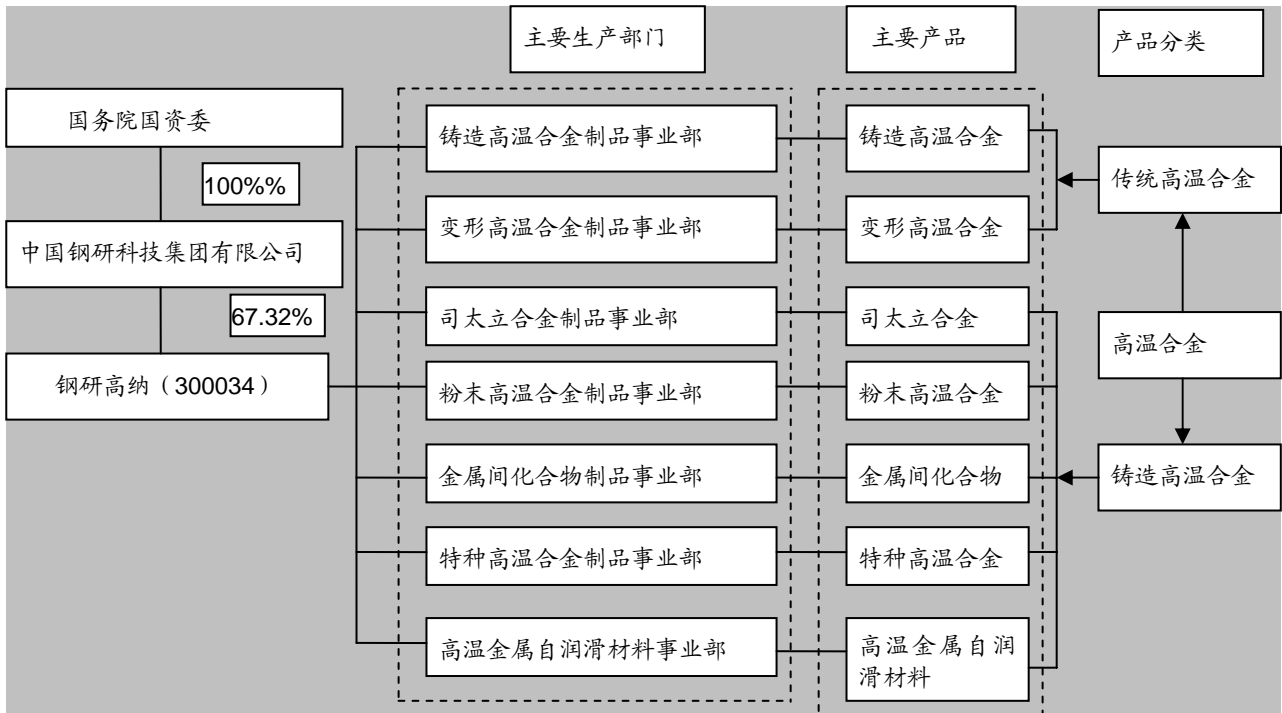 主要生产部门
主要产品
产品分类
国务院国资委
100%%
中国钢研科技集团有限公司
67.32%
钢研高纳（300034）
铸造高温合金制品事业部
变形高温合金制品事业部
司太立合金制品事业部
粉末高温合金制品事业部
金属间化合物制品事业部
特种高温合金制品事业部
高温金属自润滑材料事业部
铸造高温合金
变形高温合金
司太立合金
粉末高温合金
金属间化合物
特种高温合金
高温金属自润
滑材料
传统高温合金
高温合金
铸造高温合金